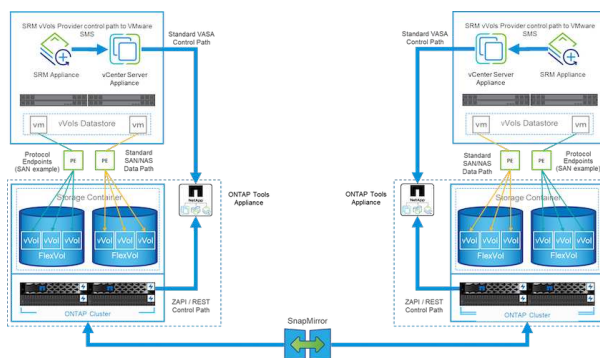 SRM vVols Provider control path to VMware
SMS
SRM Appliance
vCenter Server
Appliance
Standard VASA
Control Path
vm
vVols Datastore
vm
Protocol
Endpoints
(SAN example)
PE
PE
Standard
SAN/NAS
Data Path
Storage Container
vVol
vVol
vVol
FlexVol
vVol
vVol
vVol
FlexVol
NetApp
ONTAP Tools
Appliance
ONTAP Cluster
ZAPI / REST
Control Path
SnapMirror
SRM vVols Provider control path to VMware
SMS
Standard VASA
Control Path
vCenter Server
Appliance
SRM Appliance
vm
vVols Datastore
vm
Standard
SAN/NAS
Data Path
PE
PE
Protocol
Endpoints
(SAN example)
ONTAP Tools
Appliance
NetApp
Storage Container
vVol
vVol
vVol
FlexVol
vVol
vVol
vVol
FlexVol
ZAPI / REST
Control Path
ONTAP Cluster